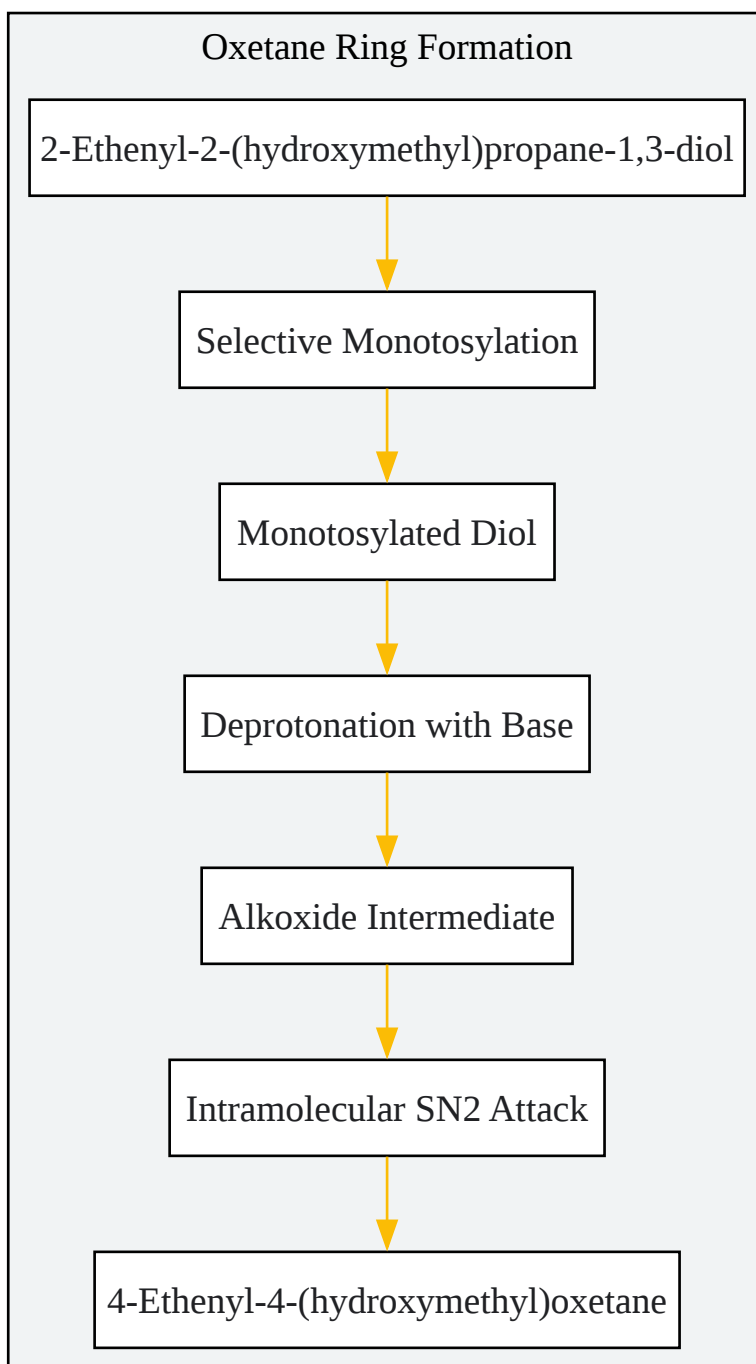 Oxetane Ring Formation
2-Ethenyl-2-(hydroxymethyl)propane-1,3-diol
Selective Monotosylation
Monotosylated Diol
Deprotonation with Base
Alkoxide Intermediate
Intramolecular SN2 Attack
4-Ethenyl-4-(hydroxymethyl)oxetane